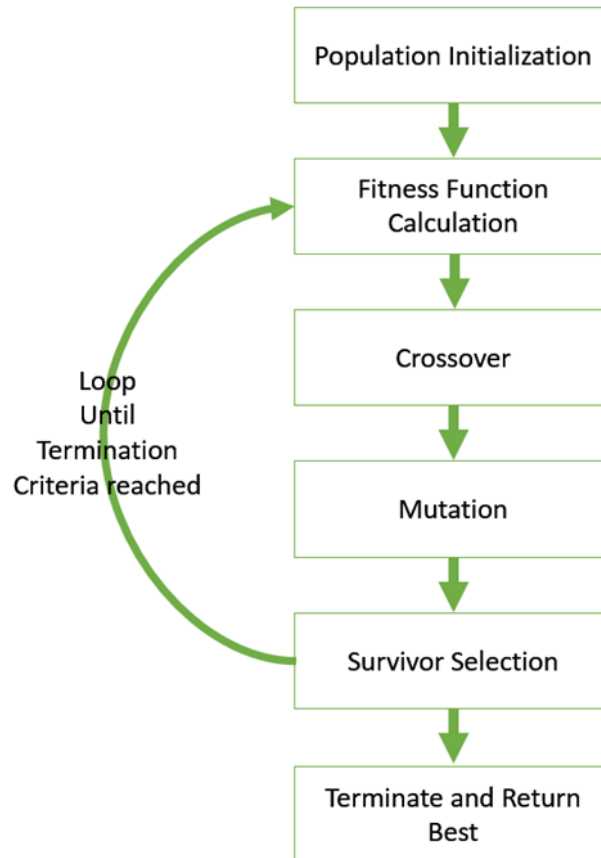 Population Initialization
Fitness Function
Calculation
Crossover
Loop
Until
Termination
Criteria reached
Mutation
Survivor Selection
Terminate and Return
Best